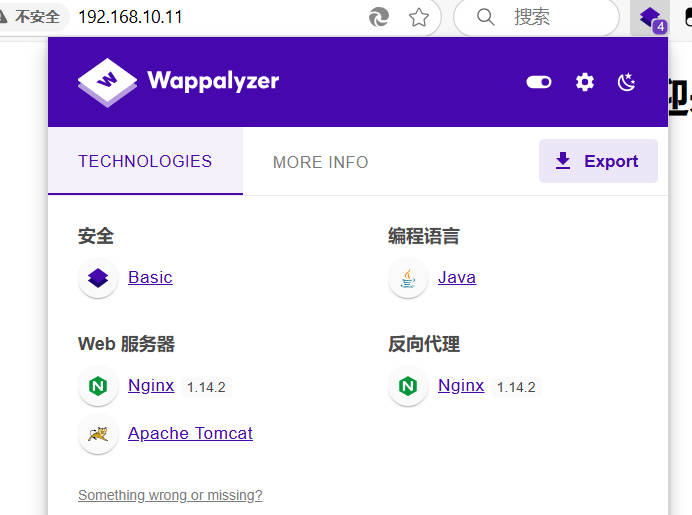 不安全 192.168.10.11 搜索 4
Wappalyzer
TECHNOLOGIES MORE INFO Export
安全 编程语言
Basic Java
Web 服务器 反向代理
Nginx 1.14.2 Nginx 1.14.2
Apache Tomcat
Something wrong or missing?